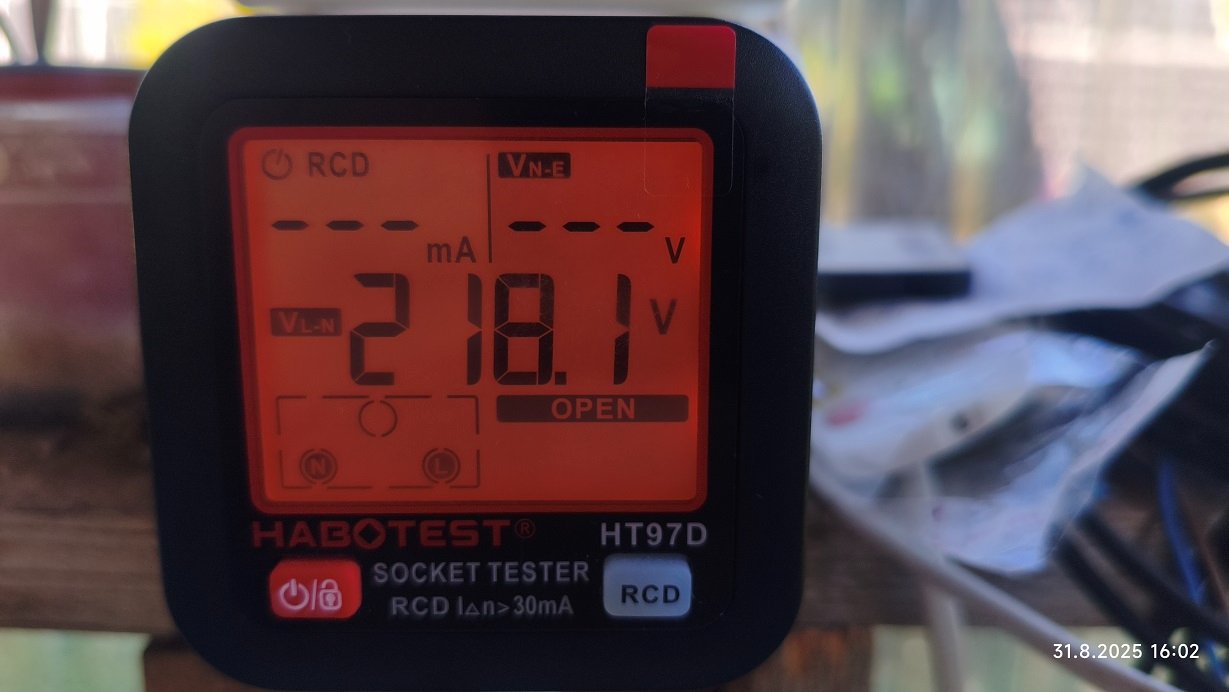 RCD
VN-E
--- mA
--- V
VL-N 218.1 V
OPEN
N L
HABOTEST® HT97D
SOCKET TESTER
RCD I△n>30mA
RCD
31.8.2025 16:02